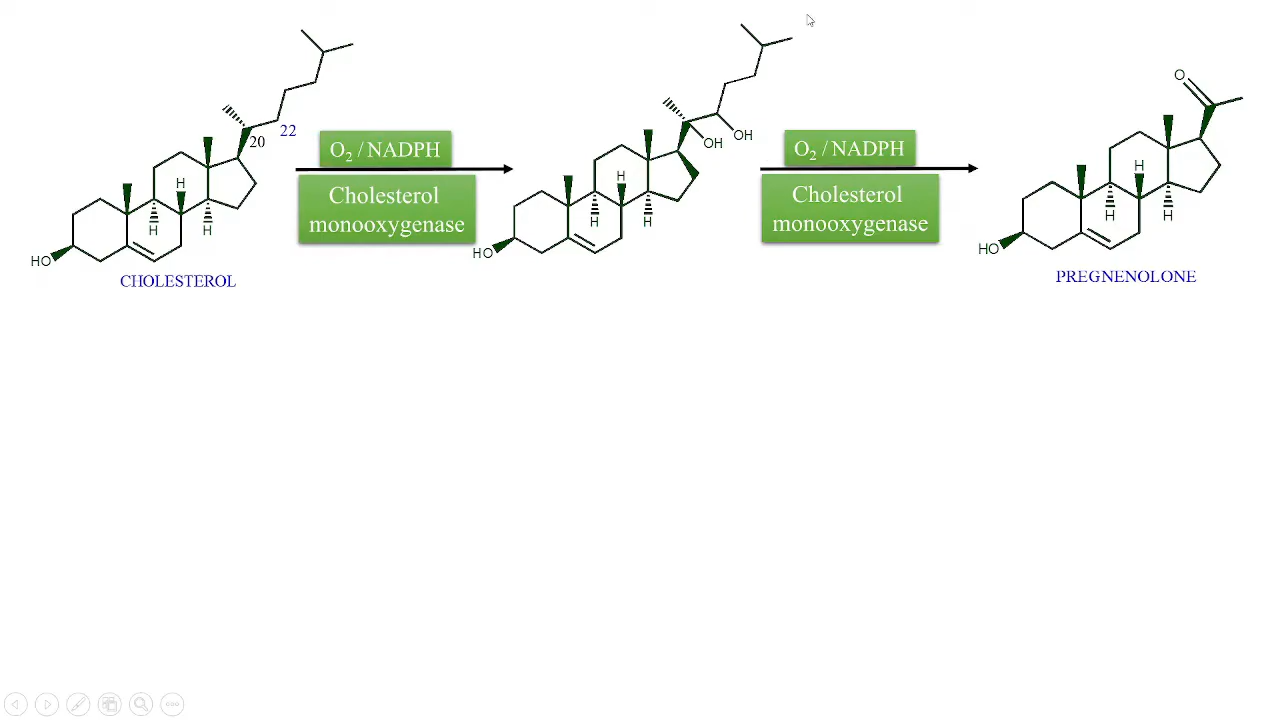 20
22
HO
H
H
H
CHOLESTEROL
O2 / NADPH
Cholesterol
monooxygenase
OH
OH
HO
H
H
H
O2 / NADPH
Cholesterol
monooxygenase
O
HO
H
H
H
PREGNENOLONE